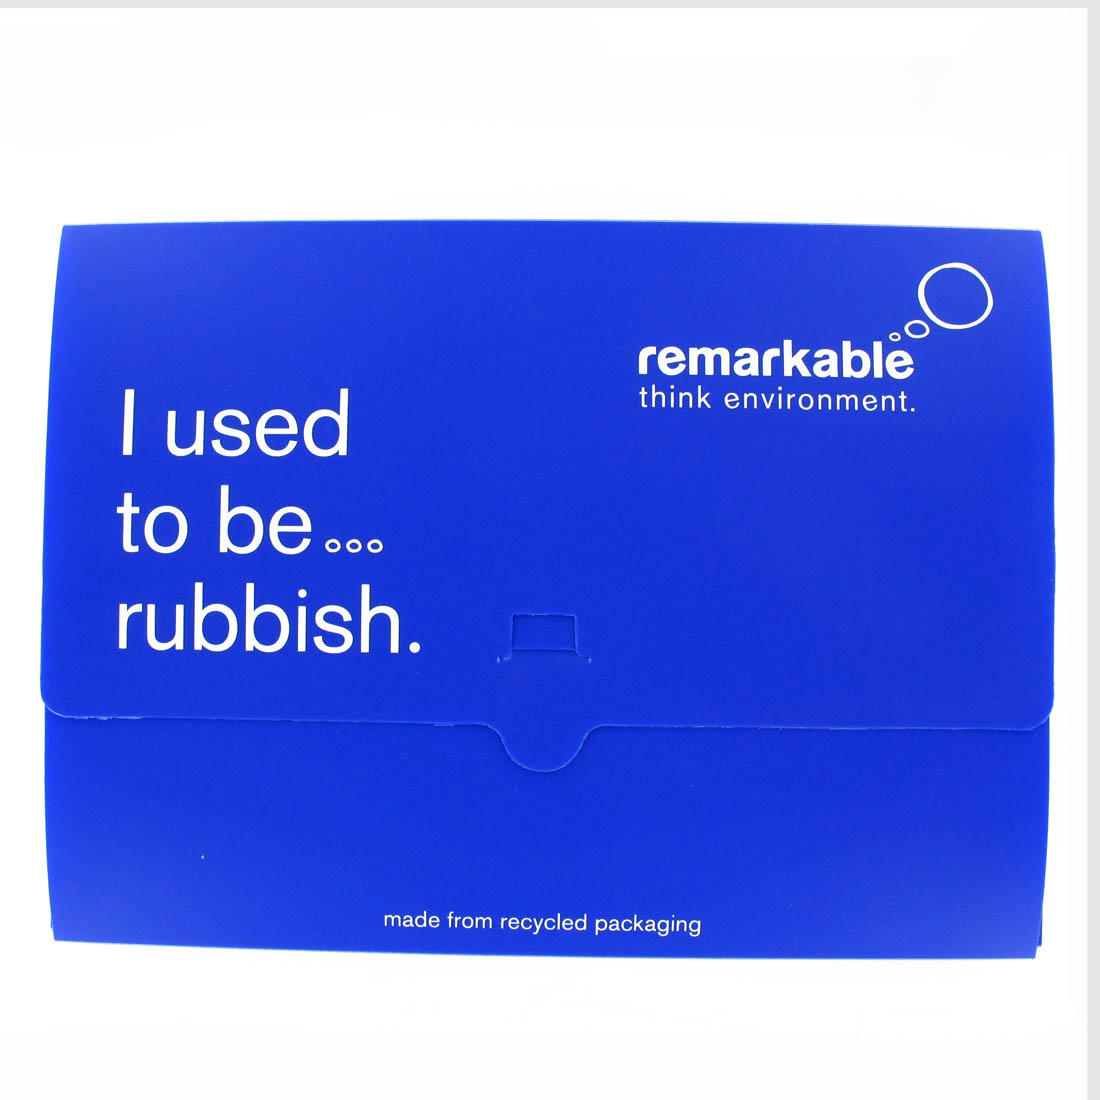 remarkable
think environment.
I used
to be...
rubbish.
made from recycled packaging